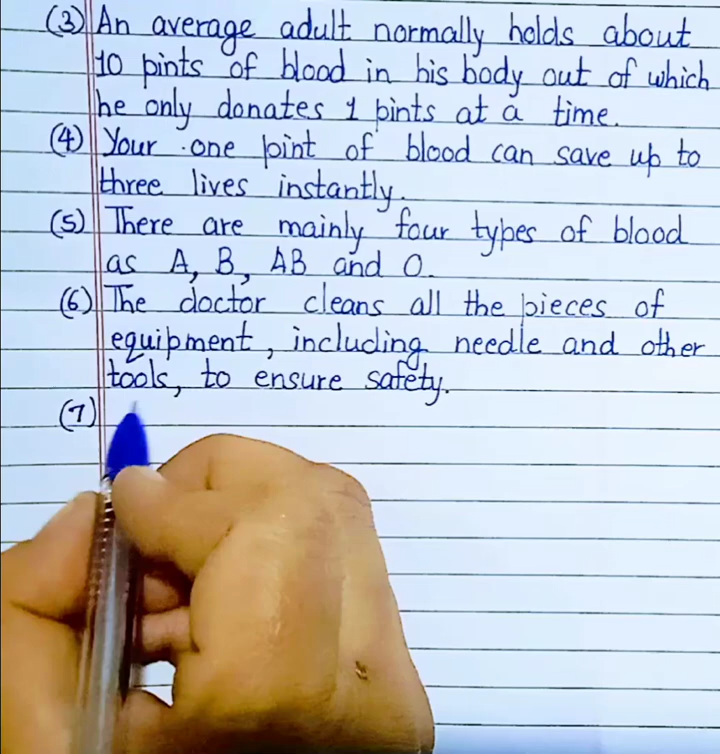 (3) An average adult normally holds about
10 pints of blood in his body out of which
he only donates 1 pints at a time.
(4) Your one pint of blood can save up to
three lives instantly.
(5) There are mainly four types of blood
as A, B, AB and O.
(6) The doctor cleans all the pieces of
equipment, including needle and other
tools, to ensure safety.
(7)